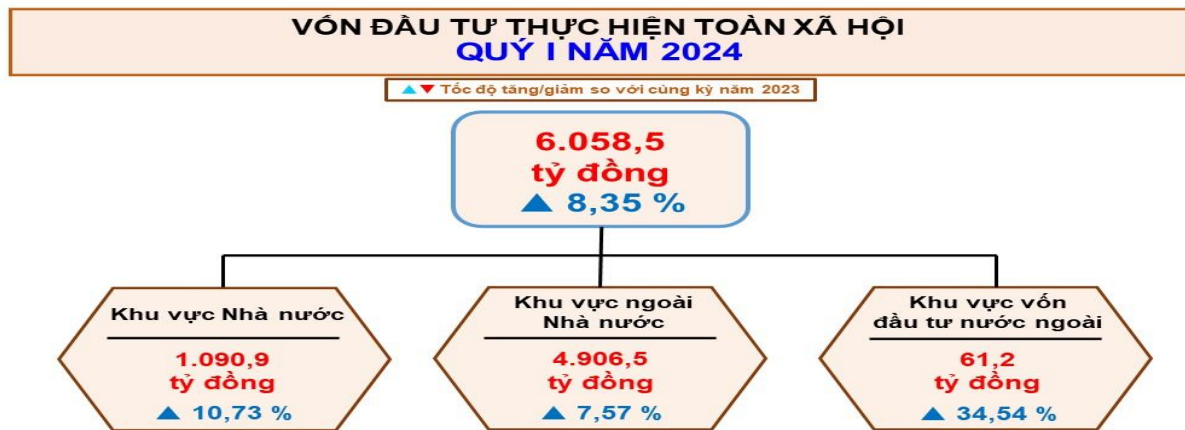 VỐN ĐẦU TƯ THỰC HIỆN TOÀN XÃ HỘI
QUÝ I NĂM 2024
▲▼ Tốc độ tăng/giảm so với cùng kỳ năm 2023
6.058,5
tỷ đồng
▲ 8,35 %
Khu vực Nhà nước
1.090,9
tỷ đồng
▲ 10,73 %
Khu vực ngoài
Nhà nước
4.906,5
tỷ đồng
▲ 7,57 %
Khu vực vốn
đầu tư nước ngoài
61,2
tỷ đồng
▲ 34,54 %